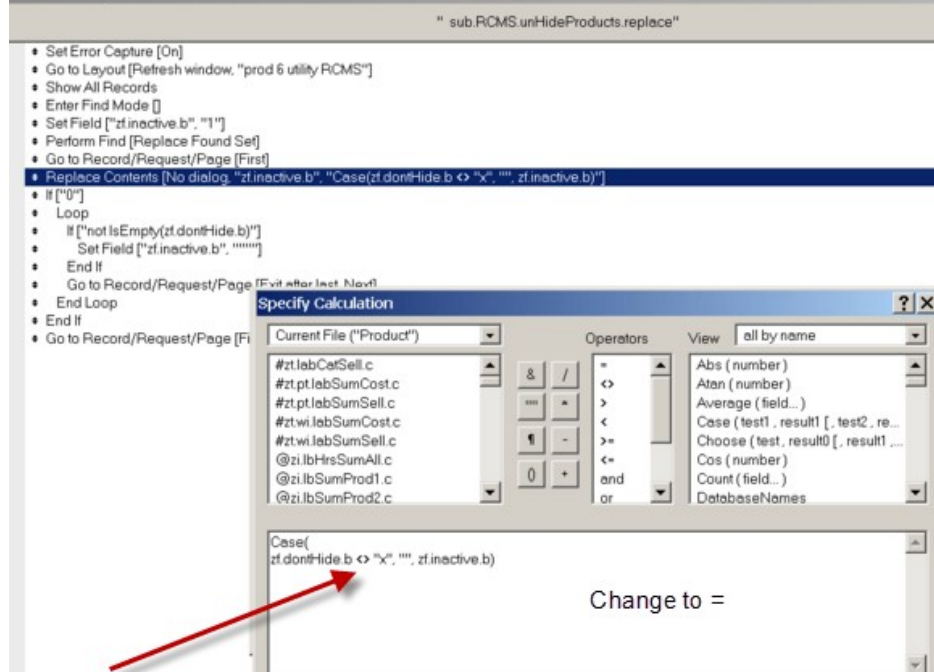 " sub.RCMS.unHideProducts.replace"
Set Error Capture [On]
Go to Layout [Refresh window, "prod 6 utility RCMS"]
Show All Records
Enter Find Mode []
Set Field ["zf.inactive.b", "1"]
Perform Find [Replace Found Set]
Go to Record/Request/Page [First]
Replace Contents [No dialog, "zf.inactive.b", "Case(zf.dontHide.b <> "x", "", zf.inactive.b)"]
If ["0"]
Loop
If ["not IsEmpty(zf.dontHide.b)"]
Set Field ["zf.inactive.b", """"]
End If
Go to Record/Request/Page [Exit after last, Next]
End Loop
End If
Go to Record/Request/Page [Fi
Specify Calculation
? X
Current File ("Product")
Operators
View
all by name
#zt.labCatSell.c
#zt.pt.labSumCost.c
#zt.pt.labSumSell.c
#zt.wi.labSumCost.c
#zt.wi.labSumSell.c
@zi.lbHrsSumAll.c
@zi.lbSumProd1.c
@zi.lbSumProd2.c
& /
"" *
¶ -
() +
=
<>
>
<
>=
<=
and
or
Abs ( number )
Atan ( number )
Average ( field... )
Case ( test1 , result1 [ , test2 , re...
Choose ( test, result0 [ , result1 ,...
Cos ( number )
Count ( field... )
DatabaseNames
Case(
zf.dontHide.b <> "x", "", zf.inactive.b)
Change to =